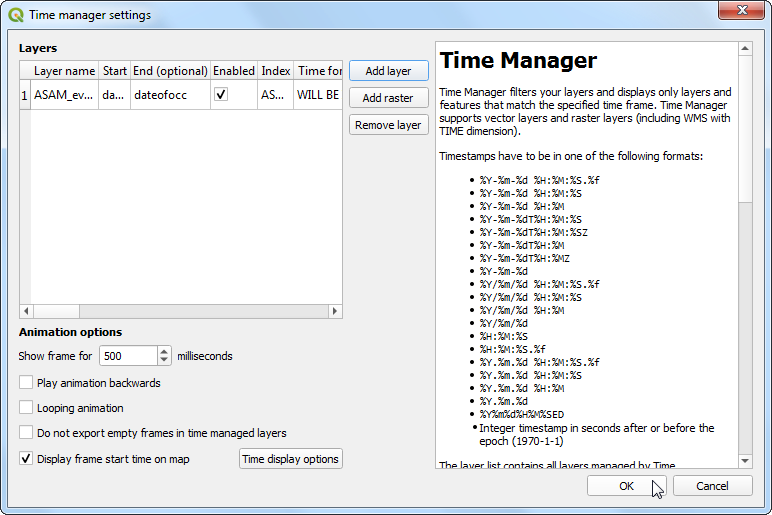 Time manager settings
Layers
Layer name Start End (optional) Enabled Index Time for
1 ASAM_ev... da... dateofocc AS... WILL BE
Add layer
Add raster
Remove layer
Animation options
Show frame for 500 milliseconds
Play animation backwards
Looping animation
Do not export empty frames in time managed layers
Display frame start time on map
Time display options
Time Manager
Time Manager filters your layers and displays only layers and
features that match the specified time frame. Time Manager
supports vector layers and raster layers (including WMS with
TIME dimension).
Timestamps have to be in one of the following formats:
• %Y-%m-%d %H:%M:%S.%f
• %Y-%m-%d %H:%M:%S
• %Y-%m-%d %H:%M
• %Y-%m-%dT%H:%M:%S
• %Y-%m-%dT%H:%M:%SZ
• %Y-%m-%dT%H:%M
• %Y-%m-%dT%H:%MZ
• %Y-%m-%d
• %Y/%m/%d %H:%M:%S.%f
• %Y/%m/%d %H:%M:%S
• %Y/%m/%d %H:%M
• %Y/%m/%d
• %H:%M:%S
• %H:%M:%S.%f
• %Y.%m.%d %H:%M:%S.%f
• %Y.%m.%d %H:%M:%S
• %Y.%m.%d %H:%M
• %Y.%m.%d
• %Y%m%d%H%M%SED
• Integer timestamp in seconds after or before the
epoch (1970-1-1)
The layer list contains all layers managed by Time
OK
Cancel